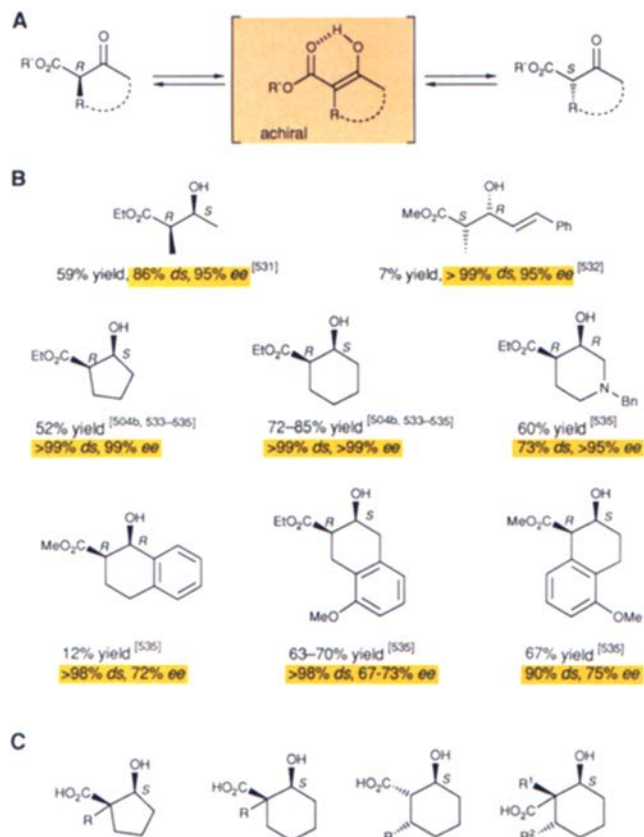 A
R'O₂C R O R
O H O R'O R
achiral
R'O₂C S O R
B
OH EtO₂C R S
59% yield, 86% ds, 95% ee [531]
OH MeO₂C S R Ph
7% yield, > 99% ds, 95% ee [532]
OH EtO₂C R S
52% yield [504b, 533–535]
>99% ds, 99% ee
OH EtO₂C R S
72–85% yield [504b, 533–535]
>99% ds, >99% ee
OH EtO₂C R R N Bn
60% yield [535]
73% ds, >95% ee
OH MeO₂C R R
12% yield [535]
>98% ds, 72% ee
OH EtO₂C R S MeO
63–70% yield [535]
>98% ds, 67-73% ee
OH MeO₂C R S OMe
67% yield [535]
90% ds, 75% ee
C
OH HO₂C S R
OH HO₂C S R
OH HO₂C S R
OH R¹ S HO₂C R²